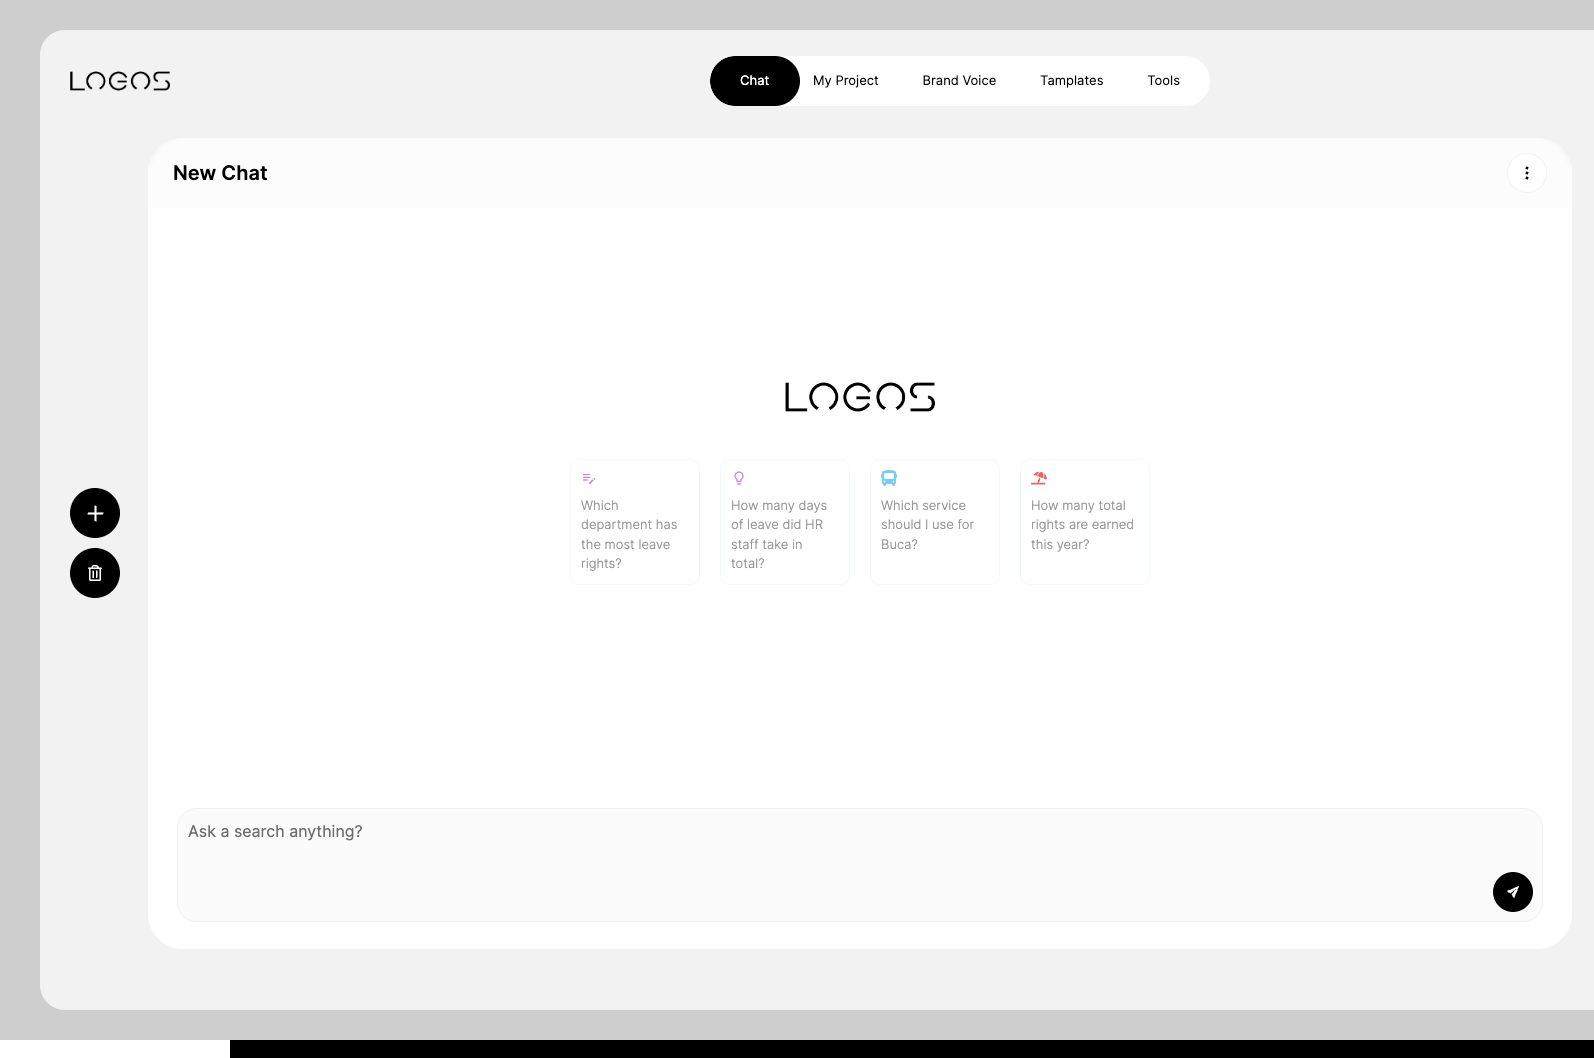 LOGOS
Chat
My Project
Brand Voice
Tamplates
Tools
New Chat
LOGOS
Which
department has
the most leave
rights?
How many days
of leave did HR
staff take in
total?
Which service
should I use for
Buca?
How many total
rights are earned
this year?
Ask a search anything?